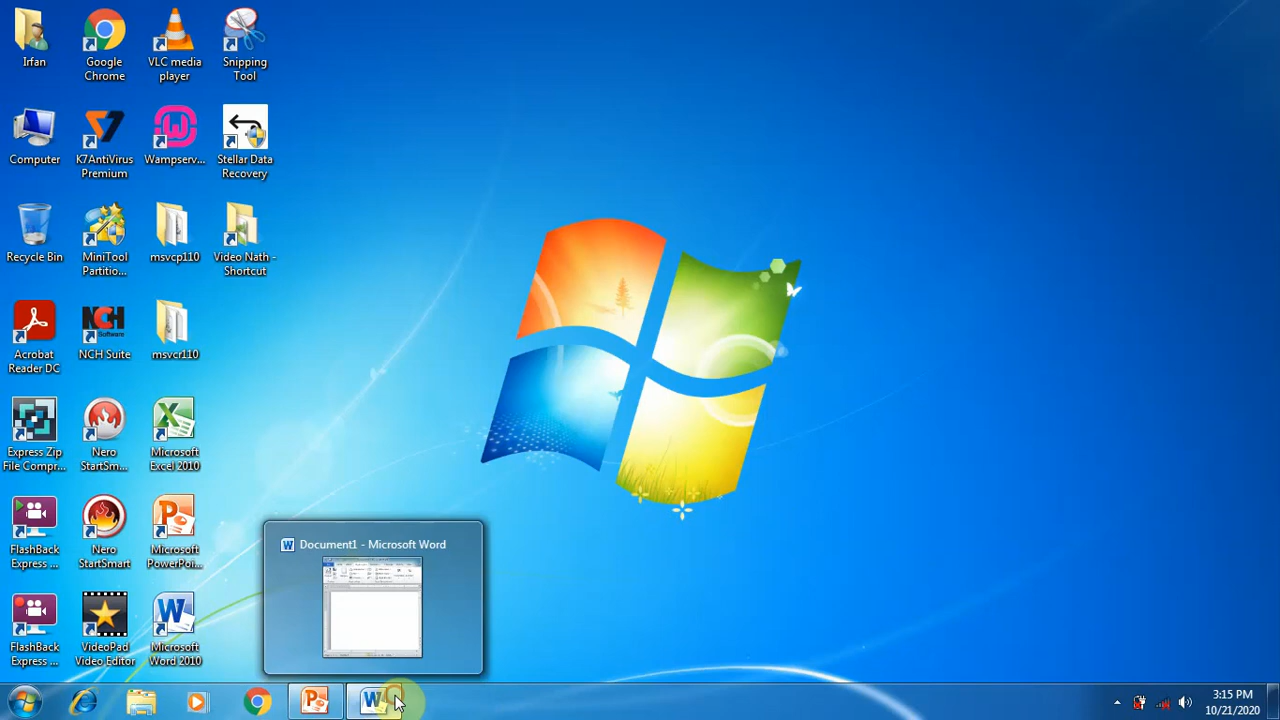 Irfan
Google
Chrome
VLC media
player
Snipping
Tool
Computer
K7AntiVirus
Premium
Wampserv...
Stellar Data
Recovery
Recycle Bin
MiniTool
Partitio...
msvcp110
Video Nath -
Shortcut
Acrobat
Reader DC
NCH
Software
NCH Suite
msvcr110
Express Zip
File Compr...
Nero
StartSm...
Microsoft
Excel 2010
FlashBack
Express ...
Nero
StartSmart
Microsoft
PowerPoi...
FlashBack
Express ...
VideoPad
Video Editor
Microsoft
Word 2010
Document1 - Microsoft Word
3:15 PM
10/21/2020